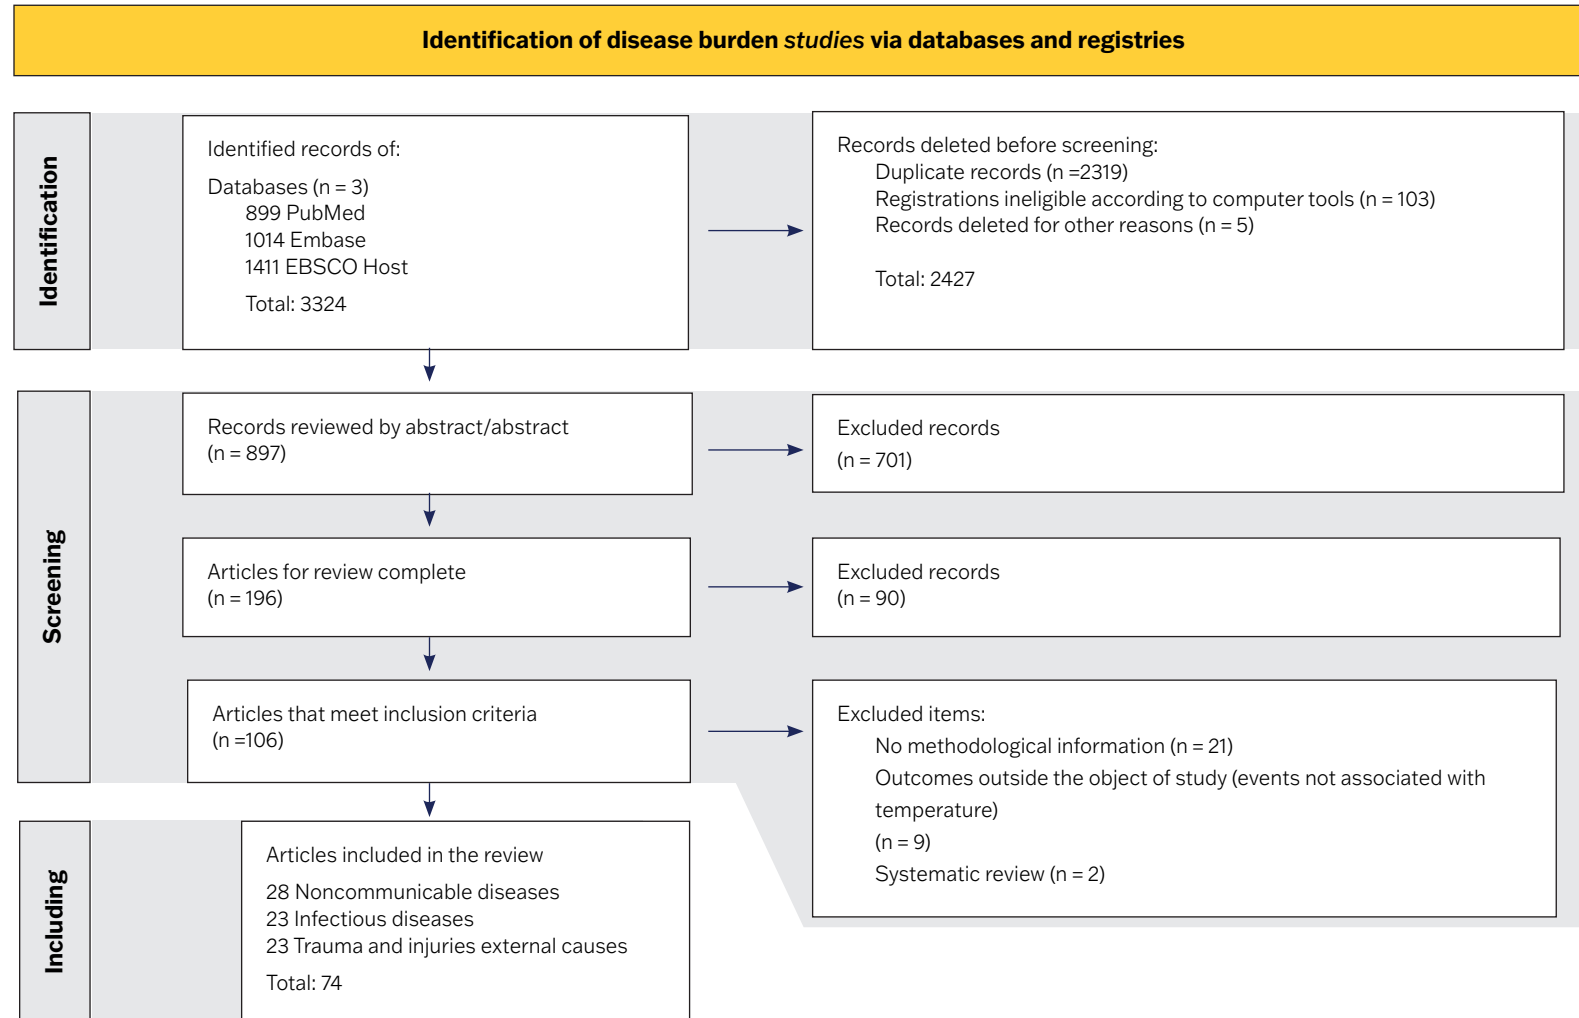 Identification of disease burden studies via databases and registries
Identification
Identified records of:
Databases (n = 3)
899 PubMed
1014 Embase
1411 EBSCO Host
Total: 3324
Records deleted before screening:
Duplicate records (n =2319)
Registrations ineligible according to computer tools (n = 103)
Records deleted for other reasons (n = 5)
Total: 2427
Screening
Records reviewed by abstract/abstract
(n = 897)
Excluded records
(n = 701)
Articles for review complete
(n = 196)
Excluded records
(n = 90)
Articles that meet inclusion criteria
(n =106)
Excluded items:
No methodological information (n = 21)
Outcomes outside the object of study (events not associated with
temperature)
(n = 9)
Systematic review (n = 2)
Including
Articles included in the review
28 Noncommunicable diseases
23 Infectious diseases
23 Trauma and injuries external causes
Total: 74